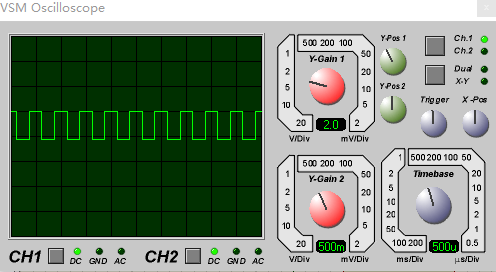 VSM Oscilloscope
x
Y-Gain 1
500 200 100
1
2
5
10
20
50
20
10
5
2
2.0
V/Div
mV/Div
Y-Pos 1
Y-Pos 2
Ch.1
Ch.2
Dual
X-Y
Trigger
X-Pos
Y-Gain 2
500 200 100
1
2
5
10
20
50
20
10
5
2
500m
V/Div
mV/Div
Timebase
1
500 200 100 50
2
5
10
20
50
100 200
20
10
5
2
1
0.5
500u
ms/Div
µs/Div
CH1
DC
GND
AC
CH2
DC
GND
AC